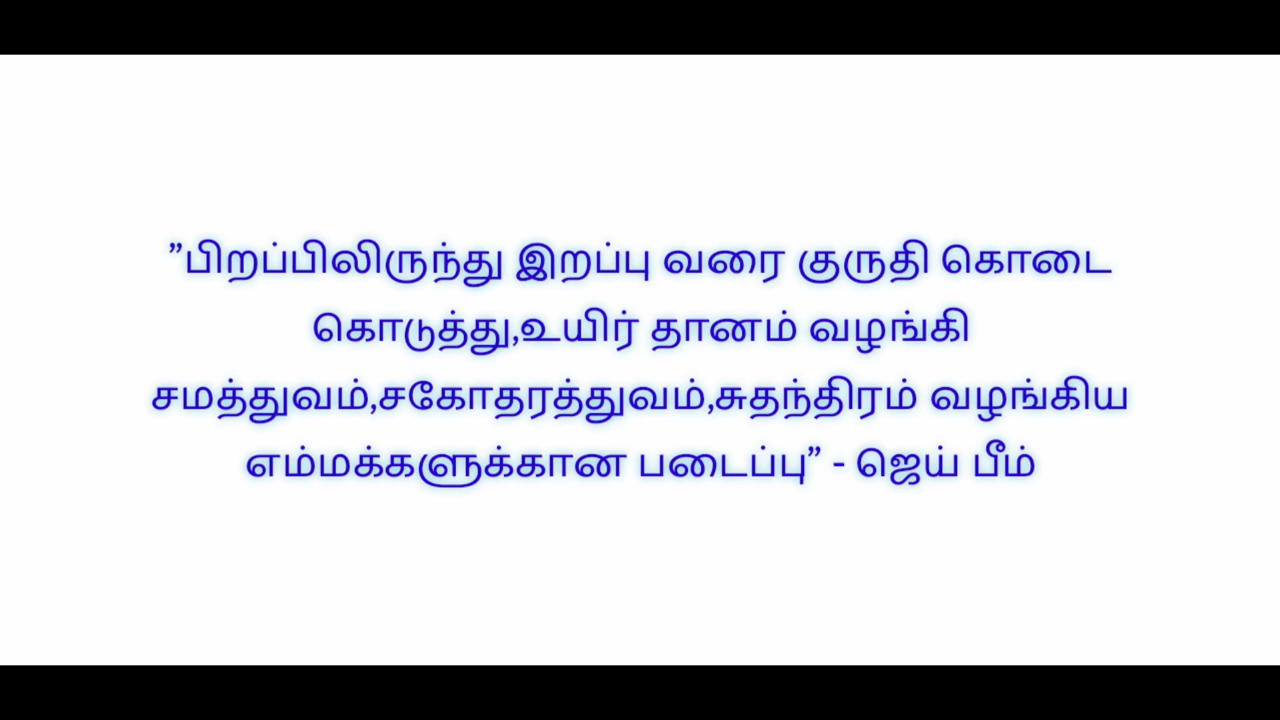 ”பிறப்பிலிருந்து இறப்பு வரை குருதி கொடை
கொடுத்து,உயிர் தானம் வழங்கி
சமத்துவம்,சகோதரத்துவம்,சுதந்திரம் வழங்கிய
எம்மக்களுக்கான படைப்பு” - ஜெய் பீம்